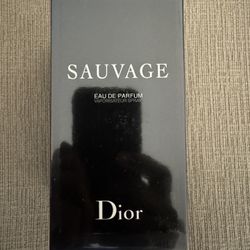 SAUVAGE
EAU DE PARFUM
VAPORISATEUR SPRAY
Dior